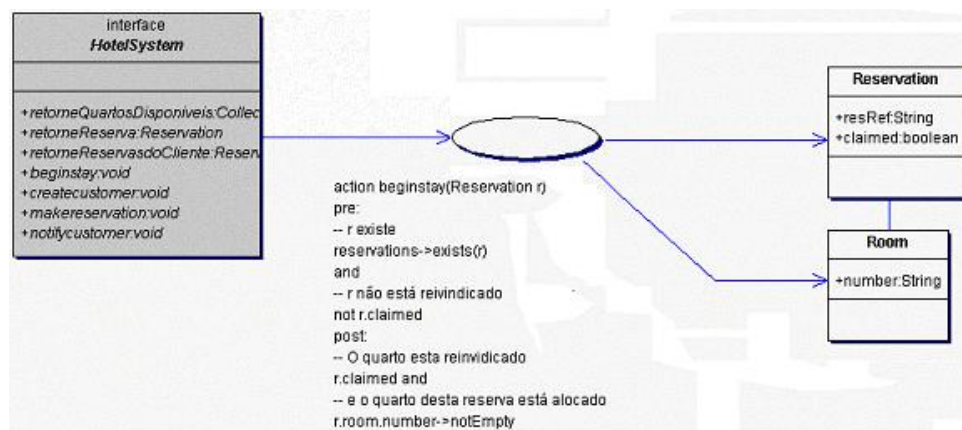 interface
HotelSystem
+retorneQuartosDisponiveis:Collec
+retorneReserva:Reservation
+retorneReservasdoCliente:Reserv
+beginstay:void
+createcustomer:void
+makereservation:void
+notifycustomer:void
action beginstay(Reservation r)
pre:
-- r existe
reservations->exists(r)
and
-- r não está reivindicado
not r.claimed
post:
-- O quarto esta reinvidicado
r.claimed and
-- e o quarto desta reserva está alocado
r.room.number->notEmpty
Reservation
+resRef:String
+claimed:boolean
Room
+number:String